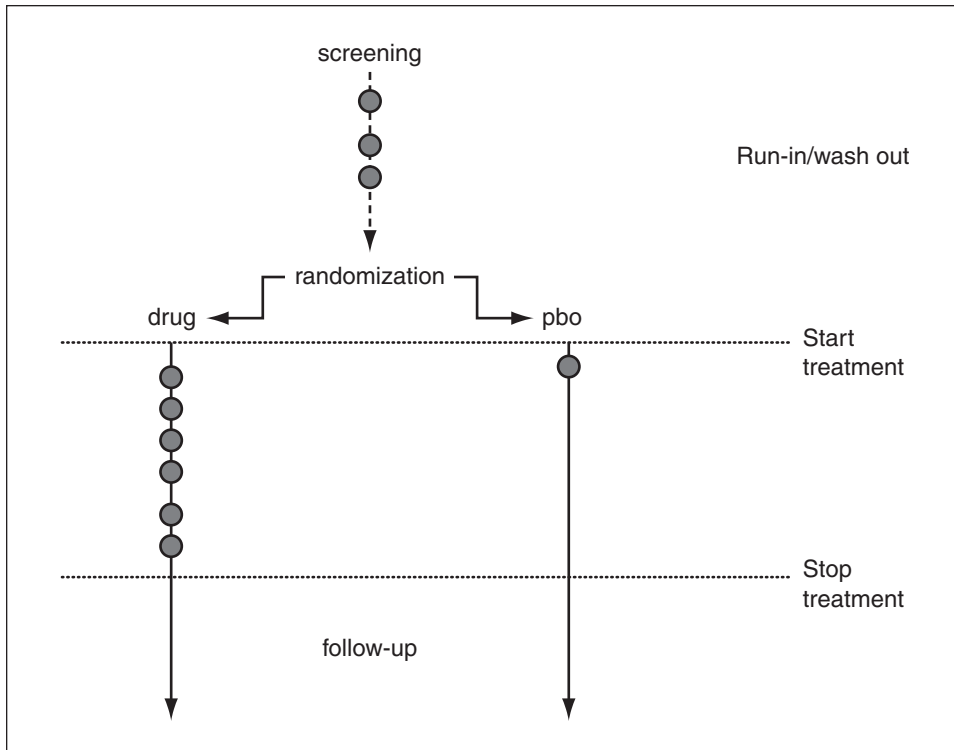 screening
Run-in/wash out
randomization
drug
pbo
Start
treatment
Stop
treatment
follow-up